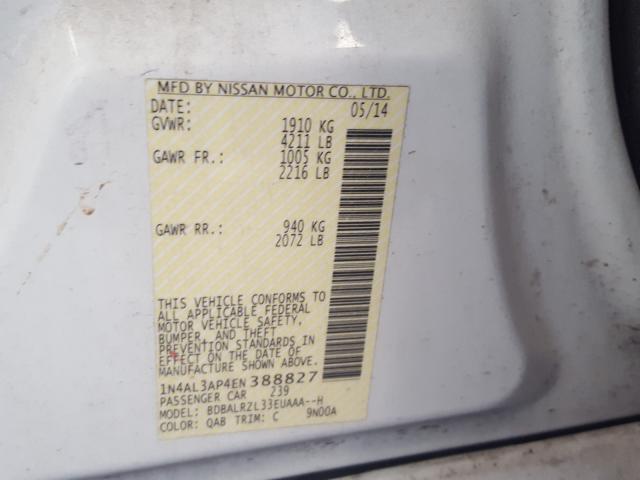 MFD BY NISSAN MOTOR CO., LTD.
DATE: 05/14
GVWR: 1910 KG
4211 LB
GAWR FR.: 1005 KG
2216 LB
GAWR RR.: 940 KG
2072 LB
THIS VEHICLE CONFORMS TO
ALL APPLICABLE FEDERAL
MOTOR VEHICLE SAFETY,
BUMPER, AND THEFT
PREVENTION STANDARDS IN
EFFECT ON THE DATE OF
MANUFACTURE SHOWN ABOVE.
1N4AL3AP4EN 388827
PASSENGER CAR 239
MODEL: BDBALRZL33EUAAA--H
COLOR: QAB TRIM: C 9N00A